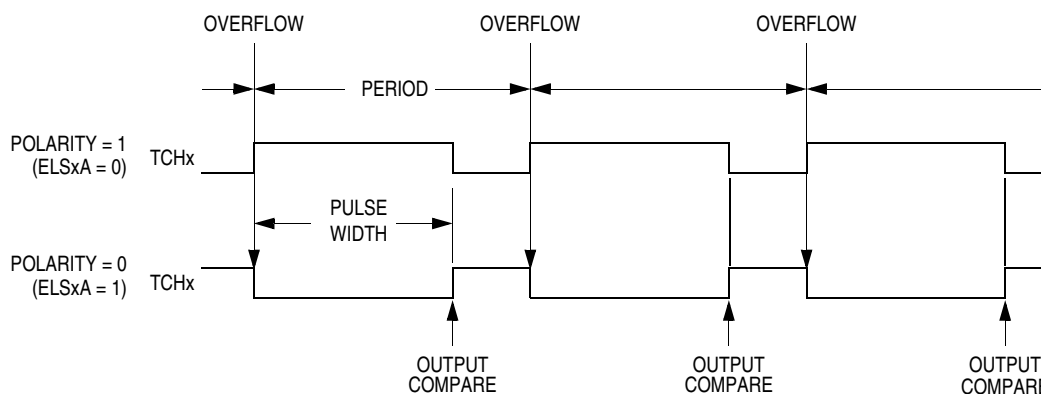 OVERFLOW
OVERFLOW
OVERFLOW
PERIOD
POLARITY = 1
(ELSxA = 0)
TCHx
PULSE
WIDTH
POLARITY = 0
(ELSxA = 1)
TCHx
OUTPUT
COMPARE
OUTPUT
COMPARE
OUTPUT
COMPARE